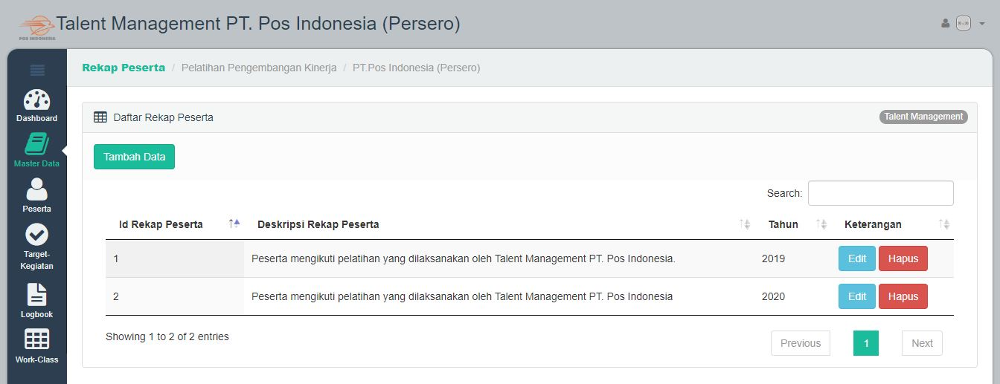 Talent Management PT. Pos Indonesia (Persero)
POS INDONESIA
Rekap Peserta / Pelatihan Pengembangan Kinerja / PT.Pos Indonesia (Persero)
Dashboard
Master Data
Peserta
Target-
Kegiatan
Logbook
Work-Class
Daftar Rekap Peserta
Talent Management
Tambah Data
Search:
Id Rekap Peserta Deskripsi Rekap Peserta Tahun Keterangan
1 Peserta mengikuti pelatihan yang dilaksanakan oleh Talent Management PT. Pos Indonesia. 2019 Edit Hapus
2 Peserta mengikuti pelatihan yang dilaksanakan oleh Talent Management PT. Pos Indonesia 2020 Edit Hapus
Showing 1 to 2 of 2 entries
Previous 1 Next